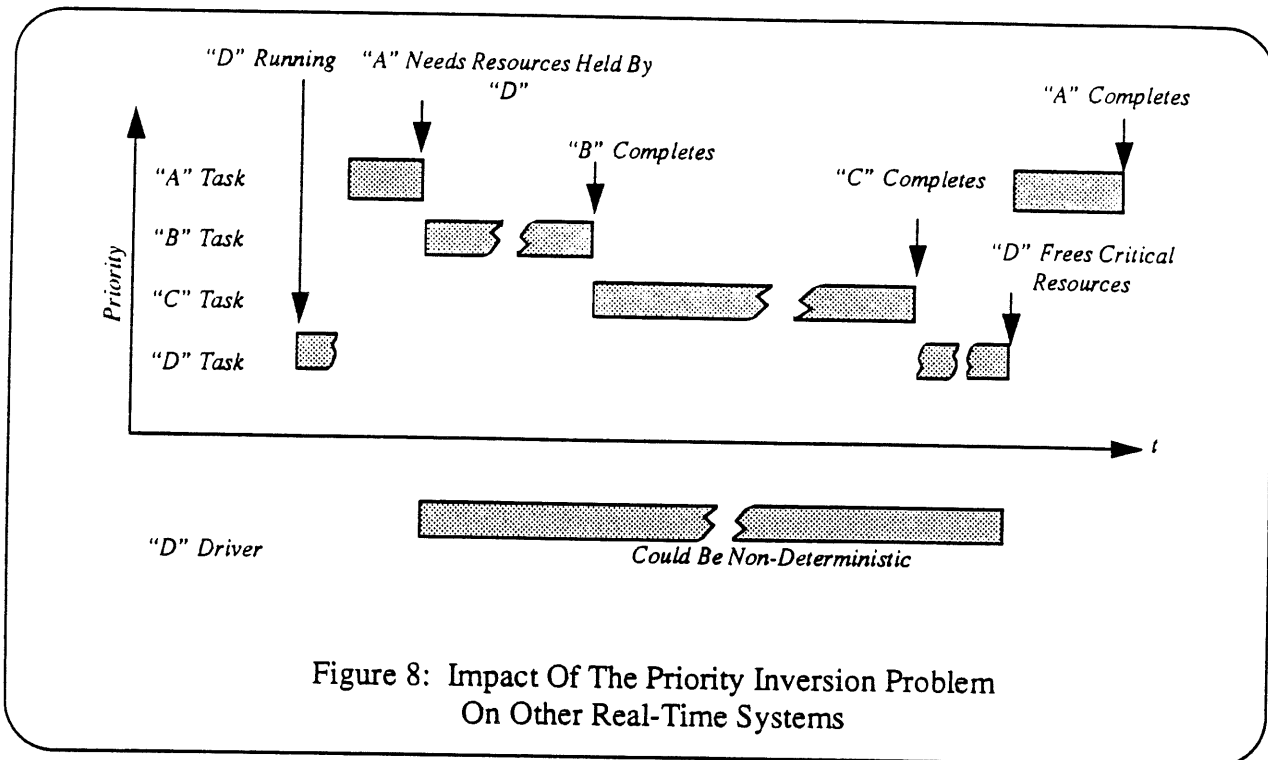 "D" Running
"A" Needs Resources Held By
"D"
"A" Completes
"B" Completes
"C" Completes
"D" Frees Critical
Resources
Priority
"A" Task
"B" Task
"C" Task
"D" Task
t
"D" Driver
Could Be Non-Deterministic
Figure 8: Impact Of The Priority Inversion Problem
On Other Real-Time Systems